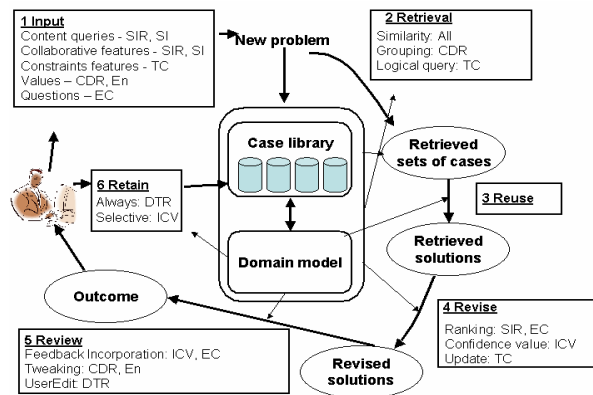 1 Input
Content queries - SIR, SI
Collaborative features - SIR, SI
Constraints features - TC
Values – CDR, En
Questions – EC
New problem
2 Retrieval
Similarity: All
Grouping: CDR
Logical query: TC
Case library
Retrieved
sets of cases
6 Retain
Always: DTR
Selective: ICV
3 Reuse
Domain model
Retrieved
solutions
Outcome
4 Revise
Ranking: SIR, EC
Confidence value: ICV
Update: TC
5 Review
Feedback Incorporation: ICV, EC
Tweaking: CDR, En
UserEdit: DTR
Revised
solutions